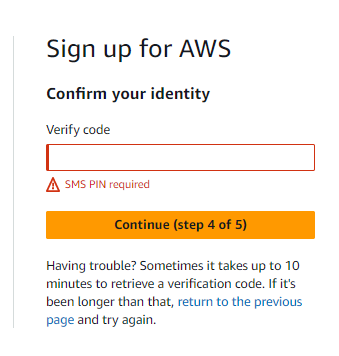 Sign up for AWS
Confirm your identity
Verify code
SMS PIN required
Continue (step 4 of 5)
Having trouble? Sometimes it takes up to 10
minutes to retrieve a verification code. If it's
been longer than that, return to the previous
page and try again.